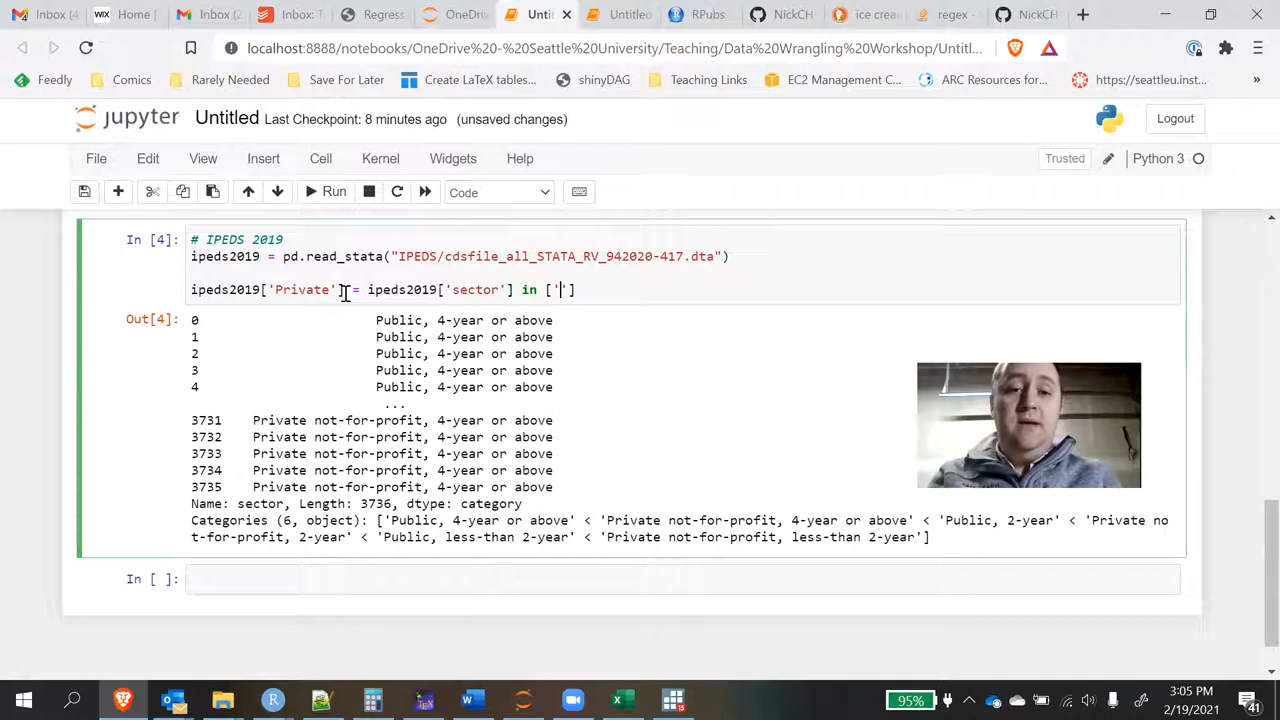 Inbox (4
WIX Home |
Inbox (2
Inbox: T
Regress
OneDriv
Untit
Untitled
RPubs
NickCH
ice crea
regex -
NickCH
localhost:8888/notebooks/OneDrive%20-%20Seattle%20University/Teaching/Data%20Wrangling%20Workshop/Untitl...
Feedly
Comics
Rarely Needed
Save For Later
Create LaTeX tables...
shinyDAG
Teaching Links
EC2 Management C...
ARC Resources for...
https://seattleu.inst...
»
jupyter Untitled Last Checkpoint: 8 minutes ago (unsaved changes)
Logout
File Edit View Insert Cell Kernel Widgets Help
Trusted
Python 3
Run
Code
In [4]:
# IPEDS 2019
ipeds2019 = pd.read_stata("IPEDS/cdsfile_all_STATA_RV_942020-417.dta")
ipeds2019['Private'] = ipeds2019['sector'] in ['']
Out[4]:
0 Public, 4-year or above
1 Public, 4-year or above
2 Public, 4-year or above
3 Public, 4-year or above
4 Public, 4-year or above
...
3731 Private not-for-profit, 4-year or above
3732 Private not-for-profit, 4-year or above
3733 Private not-for-profit, 4-year or above
3734 Private not-for-profit, 4-year or above
3735 Private not-for-profit, 4-year or above
Name: sector, Length: 3736, dtype: category
Categories (6, object): ['Public, 4-year or above' < 'Private not-for-profit, 4-year or above' < 'Public, 2-year' < 'Private no
t-for-profit, 2-year' < 'Public, less-than 2-year' < 'Private not-for-profit, less-than 2-year']
In [ ]:
95%
3:05 PM
2/19/2021
41